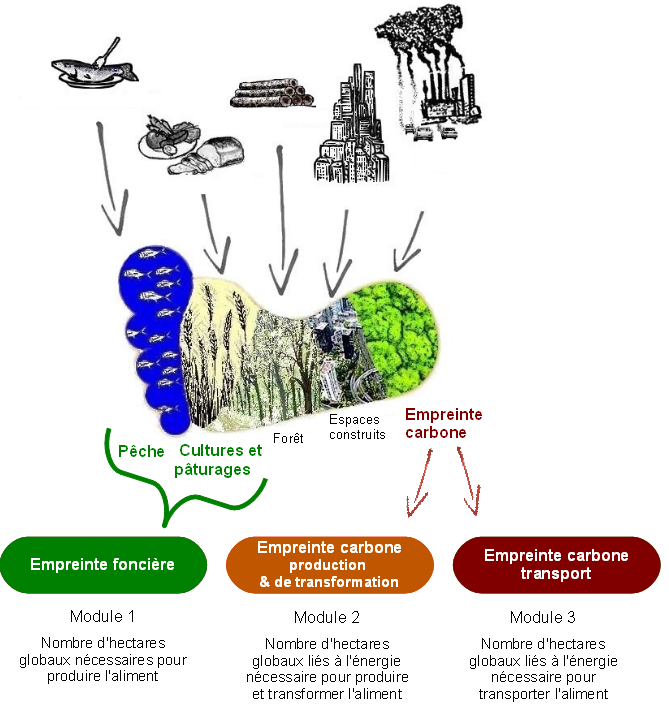 Pêche
Cultures et
pâturages
Forêt
Espaces
construits
Empreinte
carbone
Empreinte foncière
Empreinte carbone
production
& de transformation
Empreinte carbone
transport
Module 1
Nombre d'hectares
globaux nécessaires pour
produire l'aliment
Module 2
Nombre d'hectares
globaux liés à l'énergie
nécessaire pour produire
et transformer l'aliment
Module 3
Nombre d'hectares
globaux liés à l'énergie
nécessaire pour
transporter l'aliment